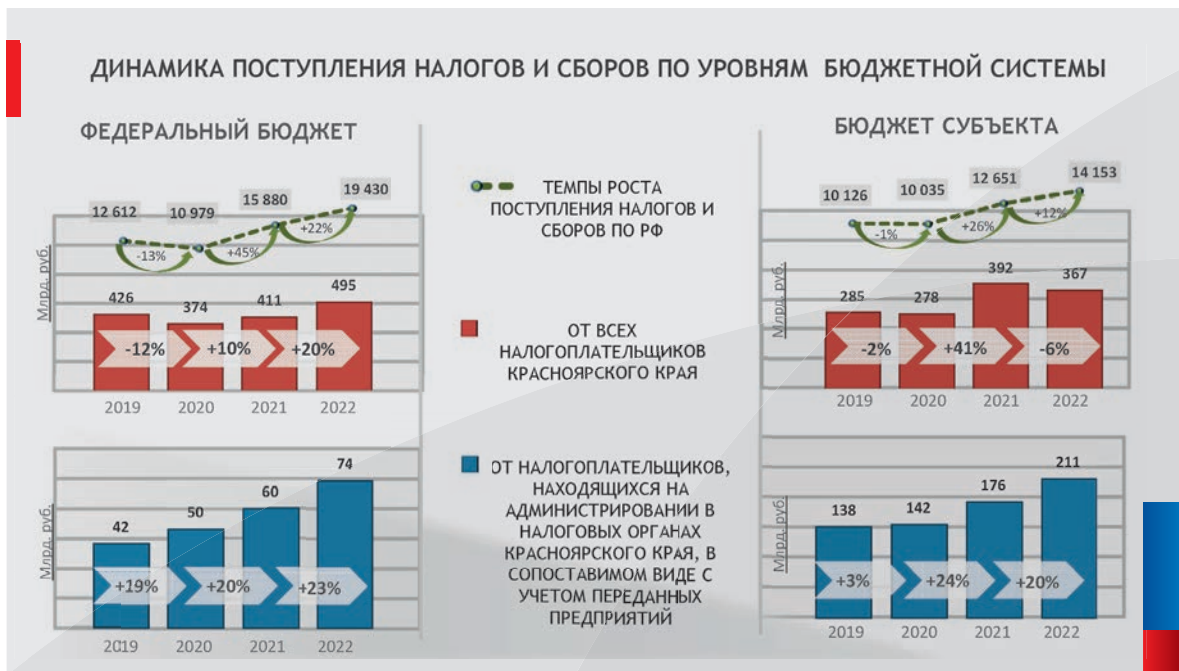 ДИНАМИКА ПОСТУПЛЕНИЯ НАЛОГОВ И СБОРОВ ПО УРОВНЯМ БЮДЖЕТНОЙ СИСТЕМЫ
ФЕДЕРАЛЬНЫЙ БЮДЖЕТ
12 612 10 979 15 880 19 430
-13% +45% +22%
Млрд. руб.
426 374 411 495
-12% +10% +20%
2019 2020 2021 2022
Млрд. руб.
42 50 60 74
+19% +20% +23%
2019 2020 2021 2022
ТЕМПЫ РОСТА
ПОСТУПЛЕНИЯ НАЛОГОВ И
СБОРОВ ПО РФ
ОТ ВСЕХ
НАЛОГОПЛАТЕЛЬЩИКОВ
КРАСНОЯРСКОГО КРАЯ
ОТ НАЛОГОПЛАТЕЛЬЩИКОВ,
НАХОДЯЩИХСЯ НА
АДМИНИСТРИРОВАНИИ В
НАЛОГОВЫХ ОРГАНАХ
КРАСНОЯРСКОГО КРАЯ, В
СОПОСТАВИМОМ ВИДЕ С
УЧЕТОМ ПЕРЕДАННЫХ
ПРЕДПРИЯТИЙ
БЮДЖЕТ СУБЪЕКТА
10 126 10 035 12 651 14 153
-1% +26% +12%
Млрд. руб.
285 278 392 367
-2% +41% -6%
2019 2020 2021 2022
Млрд. руб.
138 142 176 211
+3% +24% +20%
2019 2020 2021 2022